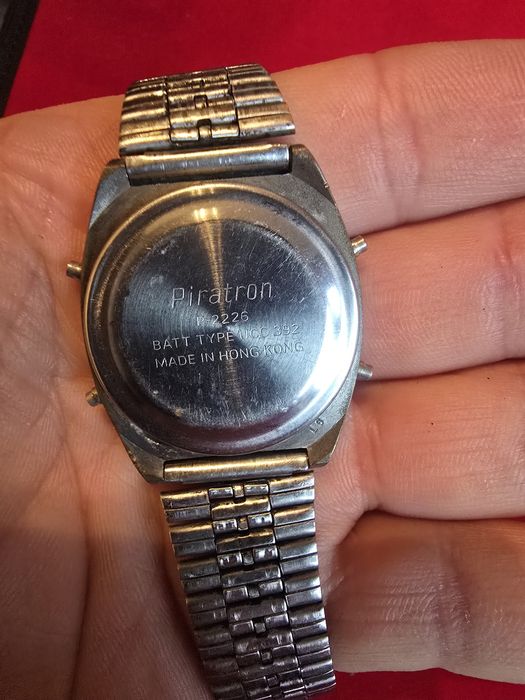 Piratron
P-2226
BATT TYPE UCC 392
MADE IN HONG KONG